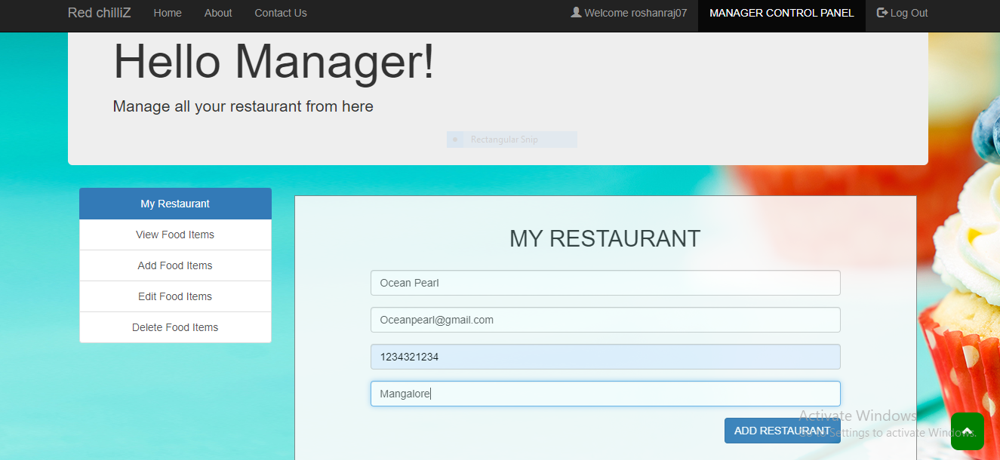 Red chilliZ Home About Contact Us Welcome roshanraj07 MANAGER CONTROL PANEL Log Out
Hello Manager!
Manage all your restaurant from here
Rectangular Snip
My Restaurant
View Food Items
Add Food Items
Edit Food Items
Delete Food Items
MY RESTAURANT
Ocean Pearl
Oceanpearl@gmail.com
1234321234
Mangalore
ADD RESTAURANT
Activate Windows
Go to Settings to activate Windows.